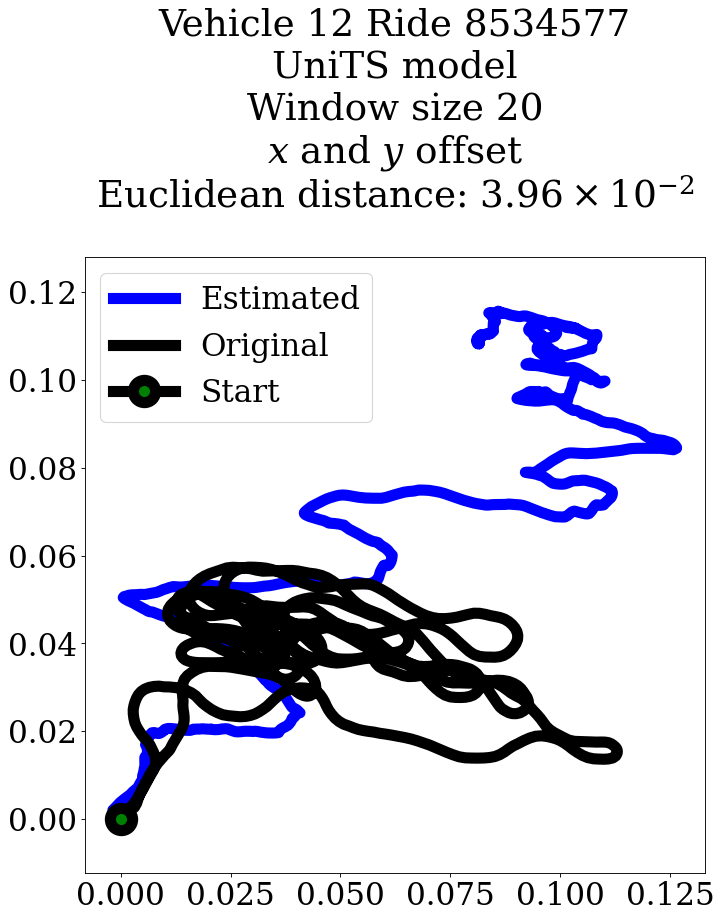 Vehicle 12 Ride 8534577
UniTS model
Window size 20
x and y offset
Euclidean distance: 3.96 × 10⁻²
Estimated
Original
Start
0.12
0.10
0.08
0.06
0.04
0.02
0.00
0.000 0.025 0.050 0.075 0.100 0.125